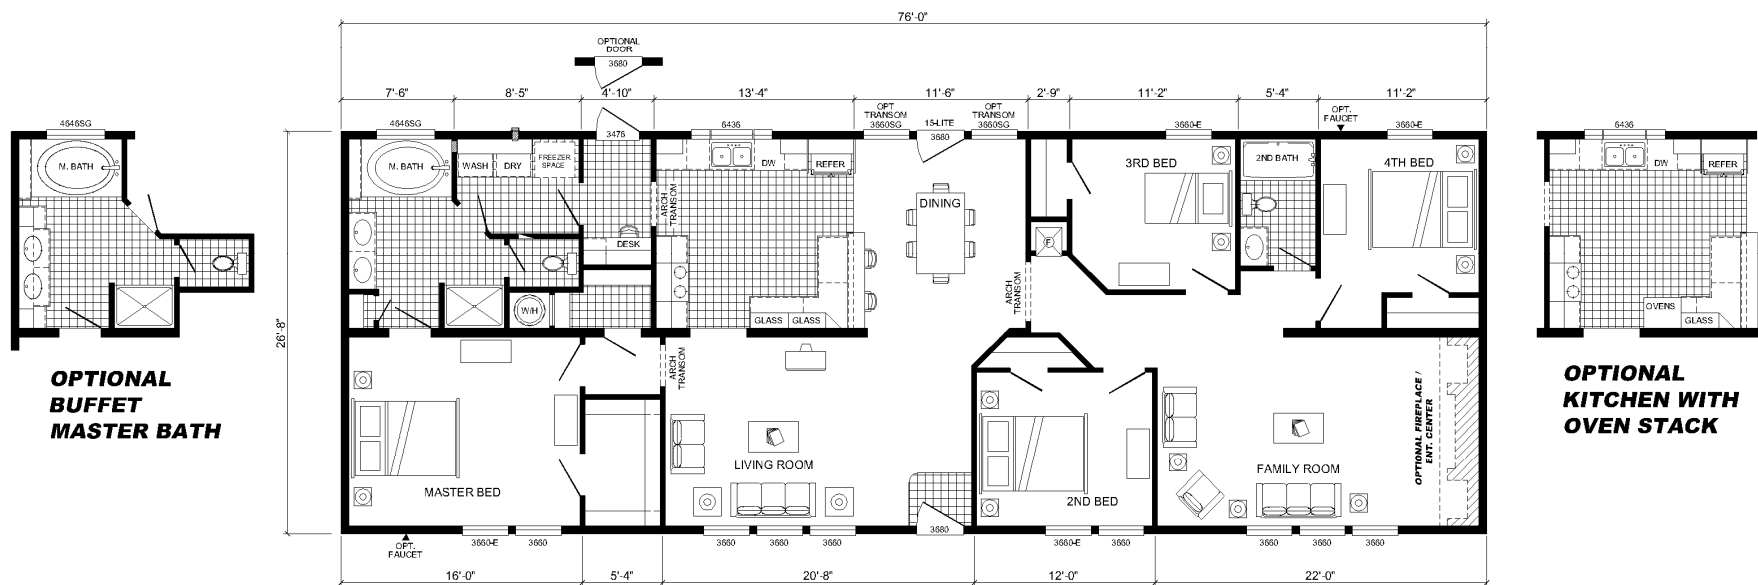 76'-0"
OPTIONAL
DOOR
3680
7'-6"
8'-5"
4'-10"
13'-4"
11'-6"
2'-9"
11'-2"
5'-4"
11'-2"
OPT
TRANSOM
3660SG
15-LITE
3680
OPT
TRANSOM
3660SG
OPT.
FAUCET
4646SG
4646SG
3476
6436
3660-E
3660-E
6436
M. BATH
M. BATH
WASH
DRY
FREEZER
SPACE
DW
REFER
3RD BED
2ND BATH
4TH BED
DW
REFER
ARCH
TRANSOM
DINING
DESK
F
26'-8"
W/H
GLASS
GLASS
ARCH
TRANSOM
OVENS
GLASS
ARCH
TRANSOM
OPTIONAL
BUFFET
MASTER BATH
OPTIONAL
KITCHEN WITH
OVEN STACK
OPTIONAL FIREPLACE /
ENT. CENTER
MASTER BED
LIVING ROOM
2ND BED
FAMILY ROOM
3680
OPT.
FAUCET
3660-E
3660
3660
3660
3660
3660-E
3660
3660
3660
3660
16'-0"
5'-4"
20'-8"
12'-0"
22'-0"